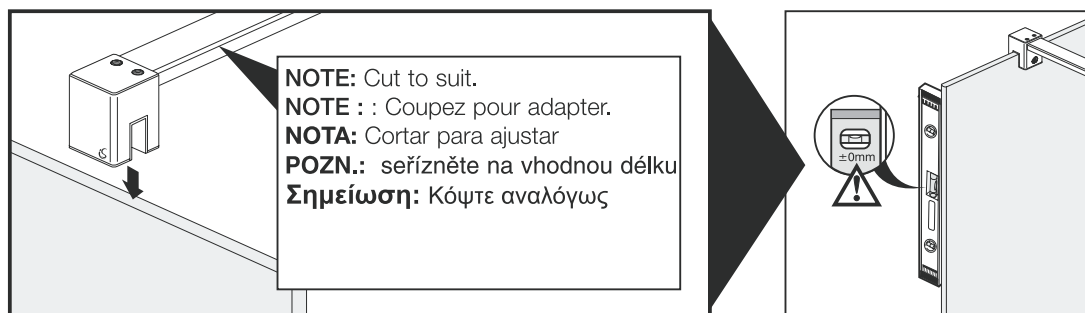 NOTE: Cut to suit.
NOTE : : Coupez pour adapter.
NOTA: Cortar para ajustar
POZN.: seřízněte na vhodnou délku
Σημείωση: Κόψτε αναλόγως
±0mm